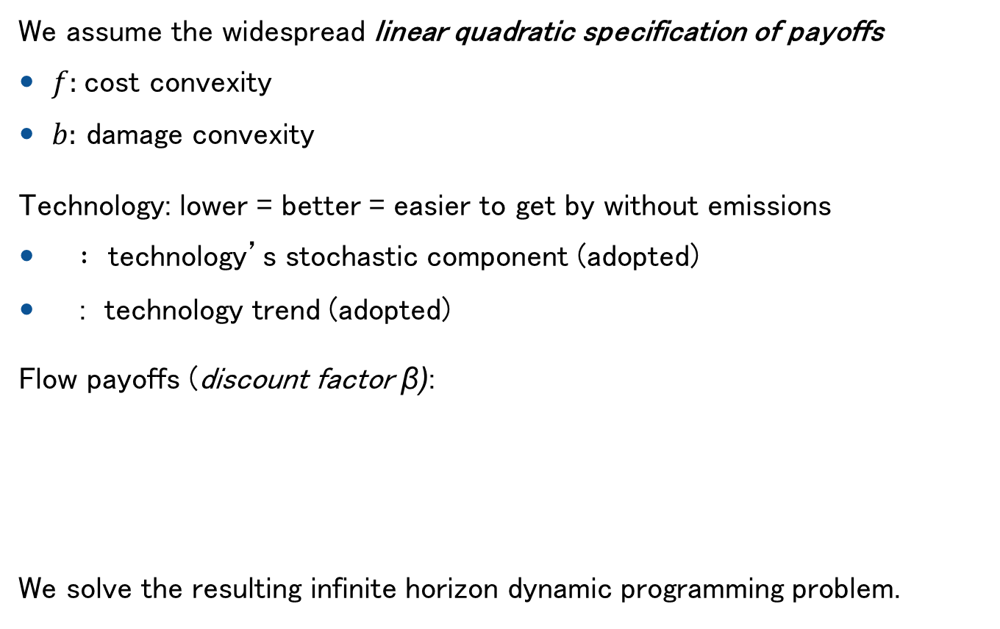 We assume the widespread linear quadratic specification of payoffs
• f: cost convexity
• b: damage convexity
Technology: lower = better = easier to get by without emissions
• : technology’s stochastic component (adopted)
• : technology trend (adopted)
Flow payoffs (discount factor β):
We solve the resulting infinite horizon dynamic programming problem.